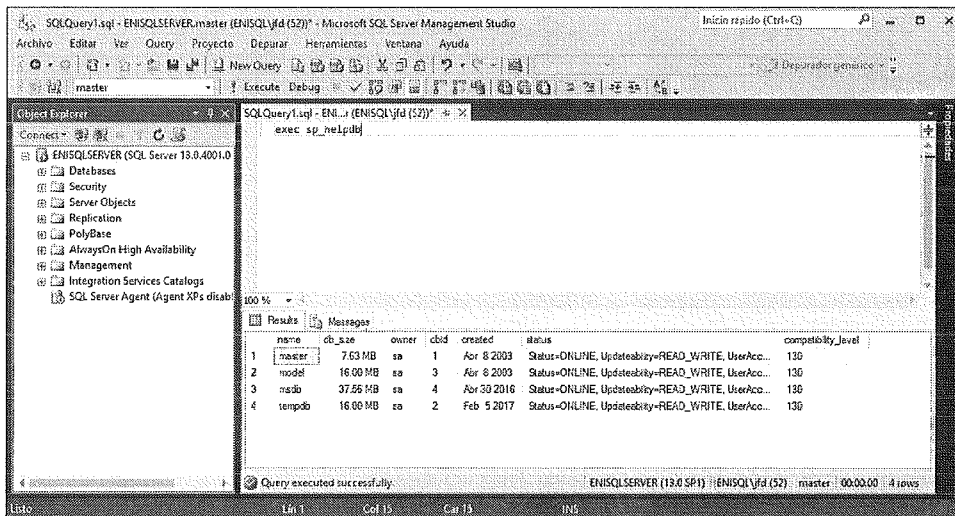 SQLQuery1.sql - ENISQLSERVER.master (ENISQL\jfd (52))* - Microsoft SQL Server Management Studio
Inicio rápido (Ctrl+Q)
Archivo Editar Ver Query Proyecto Depurar Herramientas Ventana Ayuda
New Query
Depurador genérico
master
Execute Debug
Object Explorer
SQLQuery1.sql - ENI...r (ENISQL\jfd (52))*
Propiedades
Connect
exec sp_helpdb
ENISQLSERVER (SQL Server 13.0.4001.0
Databases
Security
Server Objects
Replication
PolyBase
AlwaysOn High Availability
Management
Integration Services Catalogs
SQL Server Agent (Agent XPs disab
100 %
Results Messages
name db_size owner dbid created status compatibility_level
1 master 7.63 MB sa 1 Abr 8 2003 Status=ONLINE, Updateability=READ_WRITE, UserAcc... 130
2 model 16.00 MB sa 3 Abr 8 2003 Status=ONLINE, Updateability=READ_WRITE, UserAcc... 130
3 msdb 37.56 MB sa 4 Abr 30 2016 Status=ONLINE, Updateability=READ_WRITE, UserAcc... 130
4 tempdb 16.00 MB sa 2 Feb 5 2017 Status=ONLINE, Updateability=READ_WRITE, UserAcc... 130
Query executed successfully.
ENISQLSERVER (13.0 SP1) ENISQL\jfd (52) master 00:00:00 4 rows
Listo Lín 1 Col 15 Car 15 INS